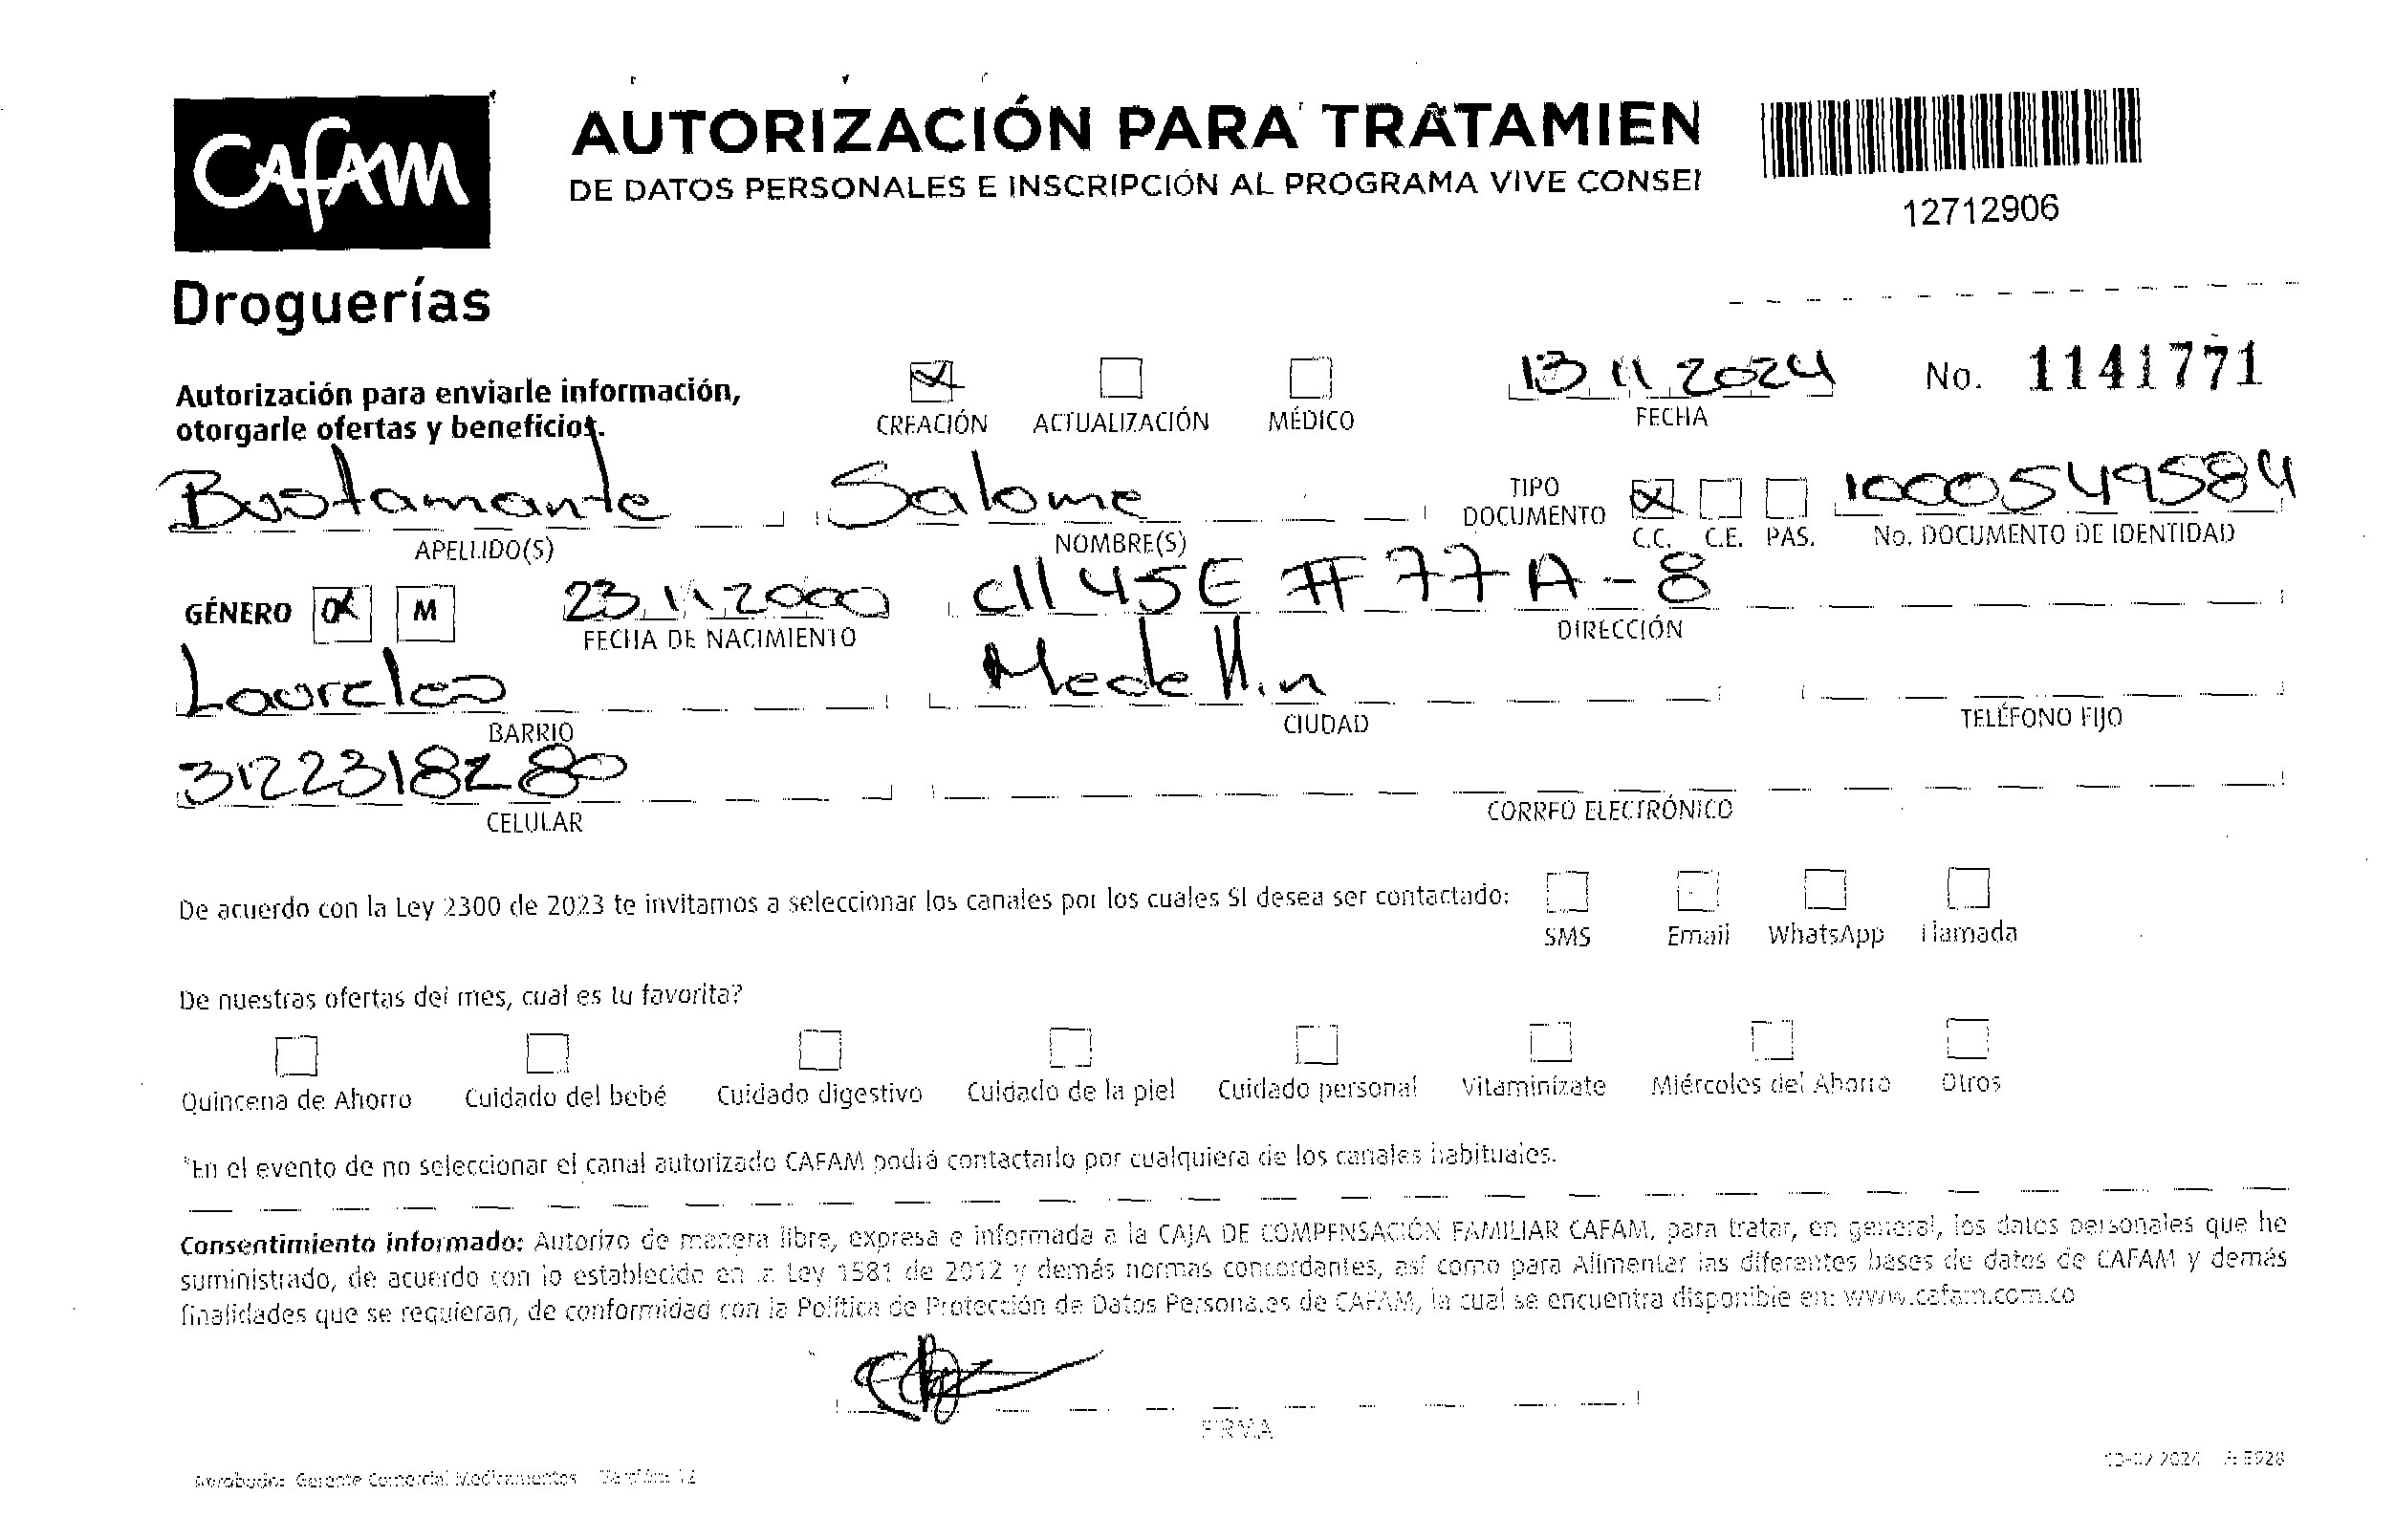 CAFAM
AUTORIZACIÓN PARA TRATAMIEN
DE DATOS PERSONALES E INSCRIPCIÓN AL PROGRAMA VIVE CONSEI
12712906
Droguerías
Autorización para enviarle información,
otorgarle ofertas y beneficios.
CREACIÓN ACTUALIZACIÓN MÉDICO
13 11 2024
FECHA
No. 1141771
Bustamante Salome
APELLIDO(S) NOMBRE(S)
TIPO DOCUMENTO C.C. C.E. PAS.
1000549584
No. DOCUMENTO DE IDENTIDAD
GÉNERO M
23 11 2000 cll 45E # 77A-8
FECHA DE NACIMIENTO DIRECCIÓN
Laureles Medellin
BARRIO CIUDAD TELÉFONO FIJO
3122318280
CELULAR CORREO ELECTRÓNICO
De acuerdo con la Ley 2300 de 2023 te invitamos a seleccionar los canales por los cuales SI desea ser contactado:
SMS Email WhatsApp Llamada
De nuestras ofertas del mes, cual es tu favorita?
Quincena de Ahorro Cuidado del bebé Cuidado digestivo Cuidado de la piel Cuidado personal Vitaminízate Miércoles del Ahorro Otros
*En el evento de no seleccionar el canal autorizado CAFAM podrá contactarlo por cualquiera de los canales habituales.
Consentimiento informado: Autorizo de manera libre, expresa e informada a la CAJA DE COMPENSACIÓN FAMILIAR CAFAM, para tratar, en general, los datos personales que he
suministrado, de acuerdo con lo establecido en la Ley 1581 de 2012 y demás normas concordantes, así como para Alimentar las diferentes bases de datos de CAFAM y demás
finalidades que se requieran, de conformidad con la Política de Protección de Datos Personales de CAFAM, la cual se encuentra disponible en: www.cafam.com.co
FIRMA
Aprobado: Gerente Comercial Medicamentos Versión: 12